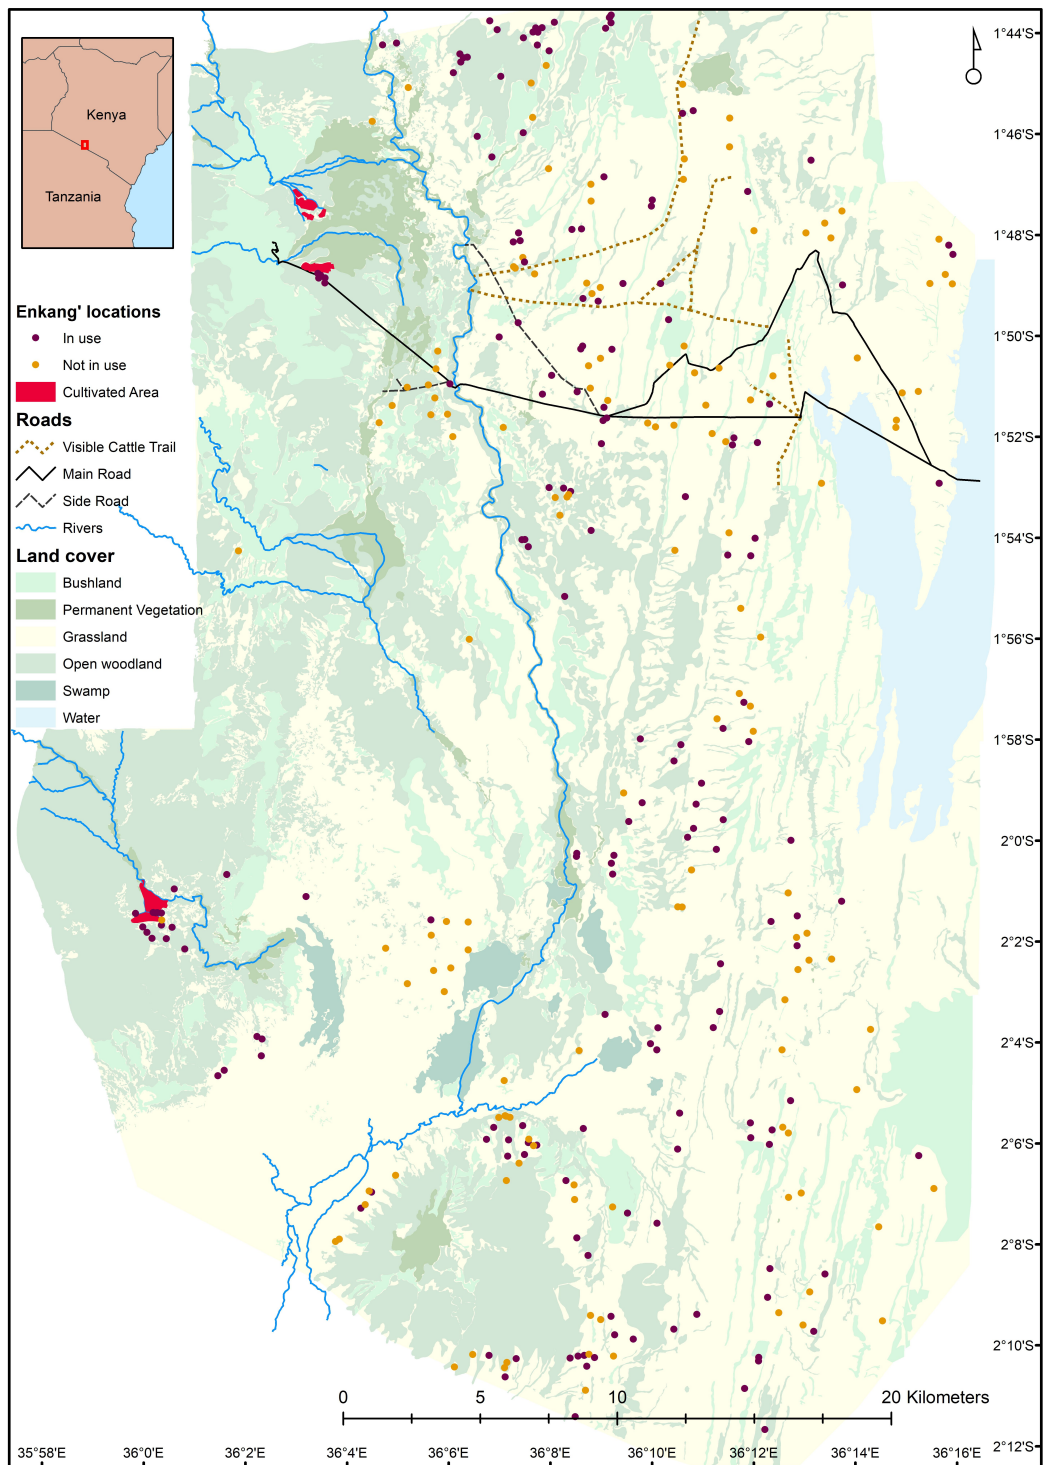 Kenya
Tanzania
Enkang' locations
In use
Not in use
Cultivated Area
Roads
Visible Cattle Trail
Main Road
Side Road
Rivers
Land cover
Bushland
Permanent Vegetation
Grassland
Open woodland
Swamp
Water
1°44'S
1°46'S
1°48'S
1°50'S
1°52'S
1°54'S
1°56'S
1°58'S
2°0'S
2°2'S
2°4'S
2°6'S
2°8'S
2°10'S
2°12'S
0 5 10 20 Kilometers
35°58'E 36°0'E 36°2'E 36°4'E 36°6'E 36°8'E 36°10'E 36°12'E 36°14'E 36°16'E